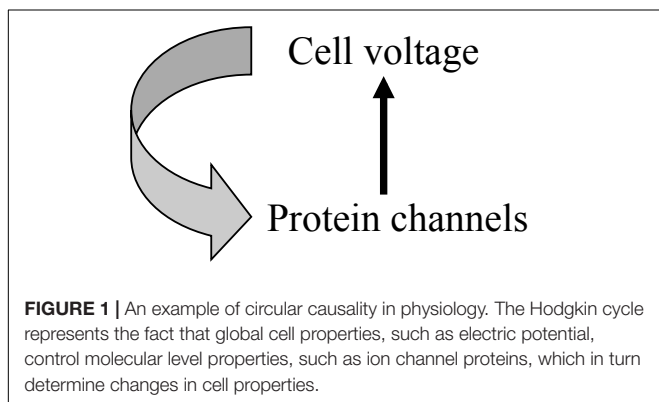 Cell voltage
Protein channels
FIGURE 1 | An example of circular causality in physiology. The Hodgkin cycle
represents the fact that global cell properties, such as electric potential,
control molecular level properties, such as ion channel proteins, which in turn
determine changes in cell properties.